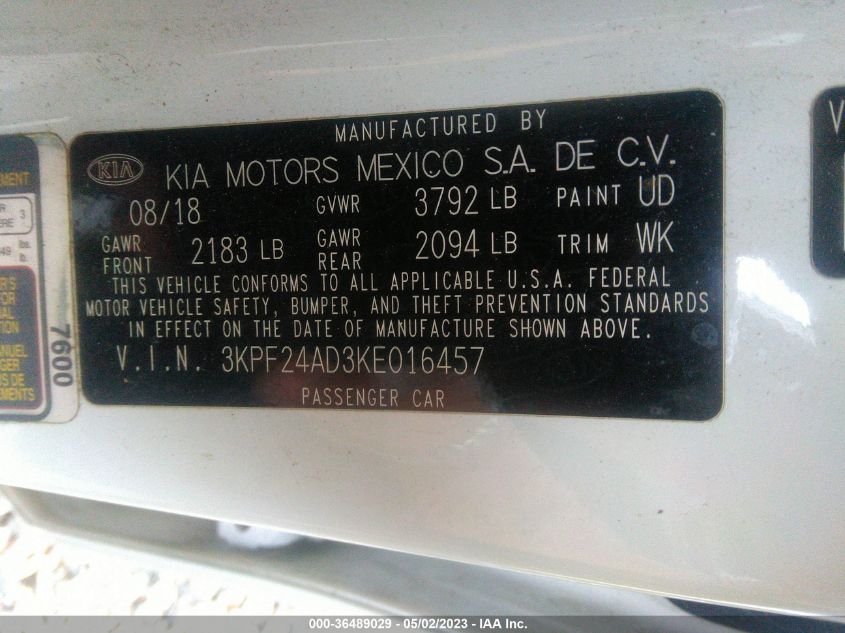 MANUFACTURED BY
KIA KIA MOTORS MEXICO S.A. DE C.V.
08/18 GVWR 3792 LB PAINT UD
GAWR FRONT 2183 LB GAWR REAR 2094 LB TRIM WK
THIS VEHICLE CONFORMS TO ALL APPLICABLE U.S.A. FEDERAL
MOTOR VEHICLE SAFETY, BUMPER, AND THEFT PREVENTION STANDARDS
IN EFFECT ON THE DATE OF MANUFACTURE SHOWN ABOVE.
V.I.N. 3KPF24AD3KE016457
PASSENGER CAR
7600
000-36489029 - 05/02/2023 - IAA Inc.